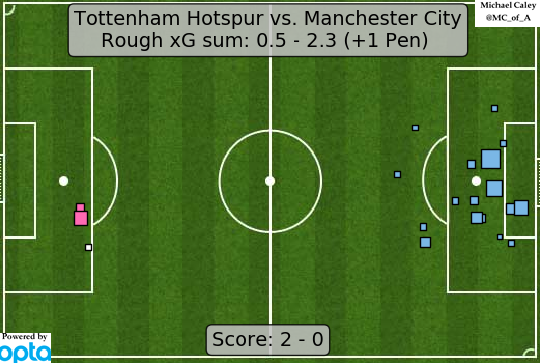 Tottenham Hotspur vs. Manchester City
Rough xG sum: 0.5 - 2.3 (+1 Pen)
Michael Caley
@MC_of_A
Score: 2 - 0
Powered by
opta